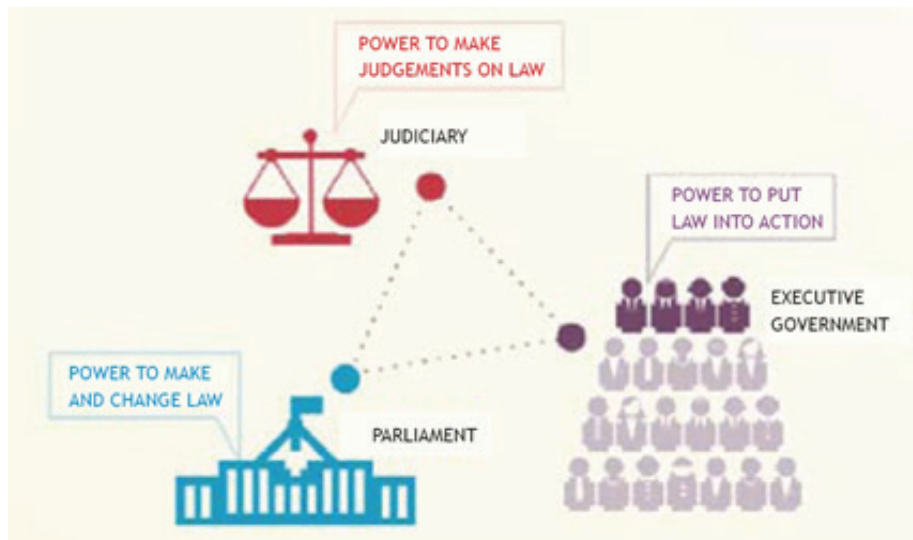 POWER TO MAKE
JUDGEMENTS ON LAW
JUDICIARY
POWER TO PUT
LAW INTO ACTION
EXECUTIVE
GOVERNMENT
POWER TO MAKE
AND CHANGE LAW
PARLIAMENT